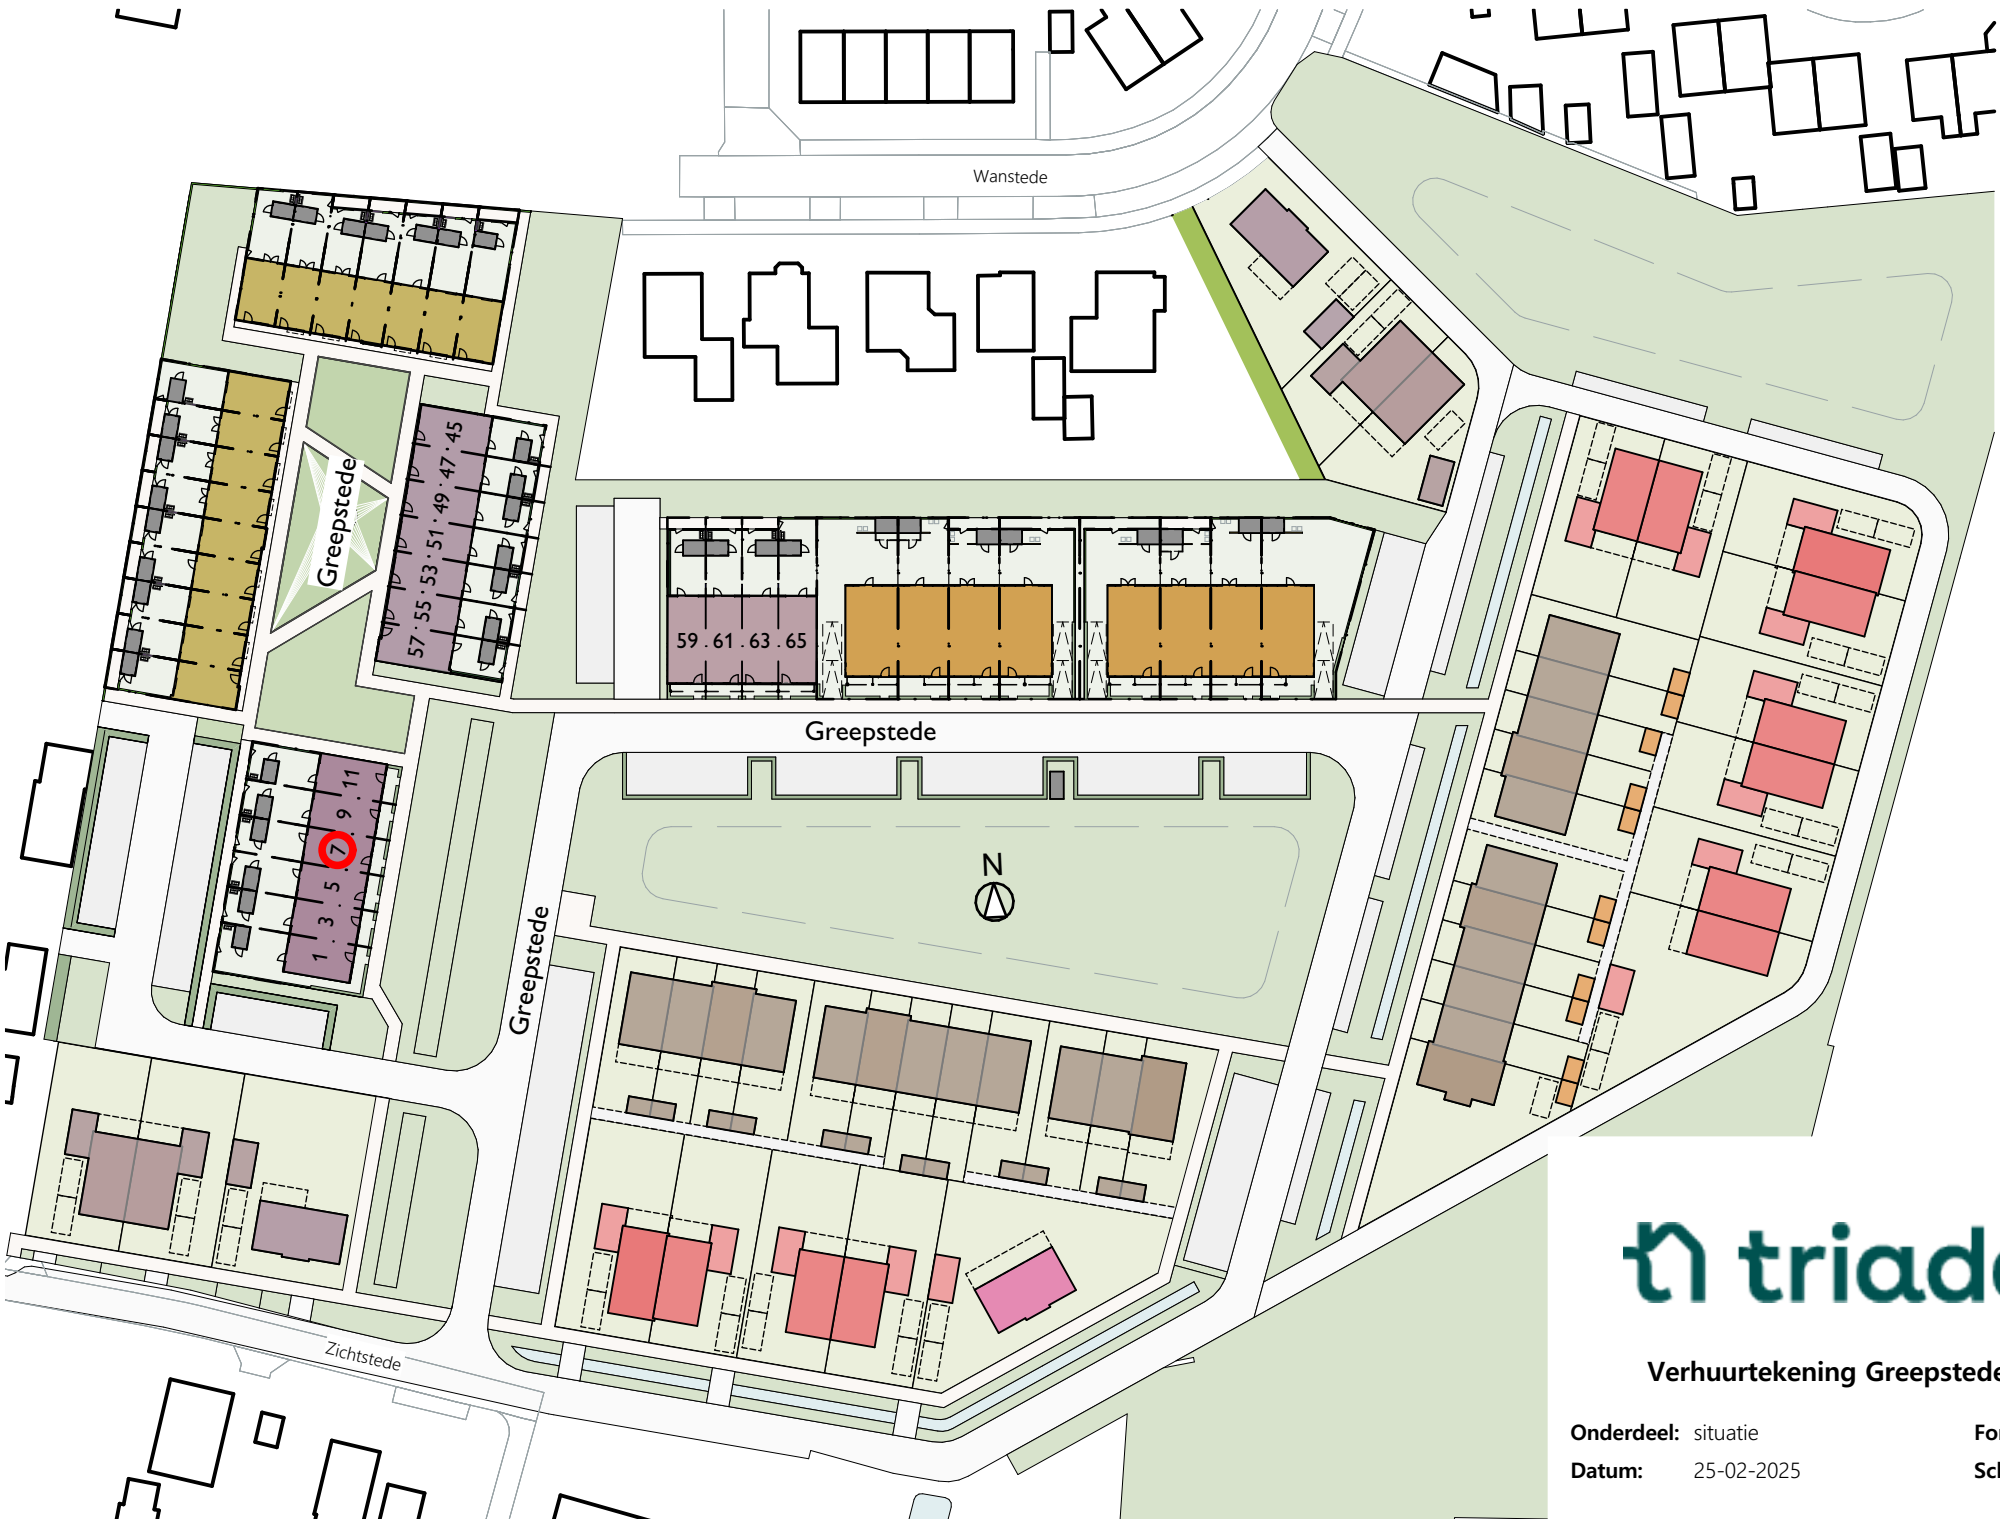 Wanstede
Greepstede
57 . 55 . 53 . 51 . 49 . 47 . 45
59 . 61 . 63 . 65
Greepstede
1 . 3 . 5 . 7 . 9 . 11
N
Greepstede
Zichtstede
triade
Verhuurtekening Greepstede
Onderdeel: situatie
Datum: 25-02-2025